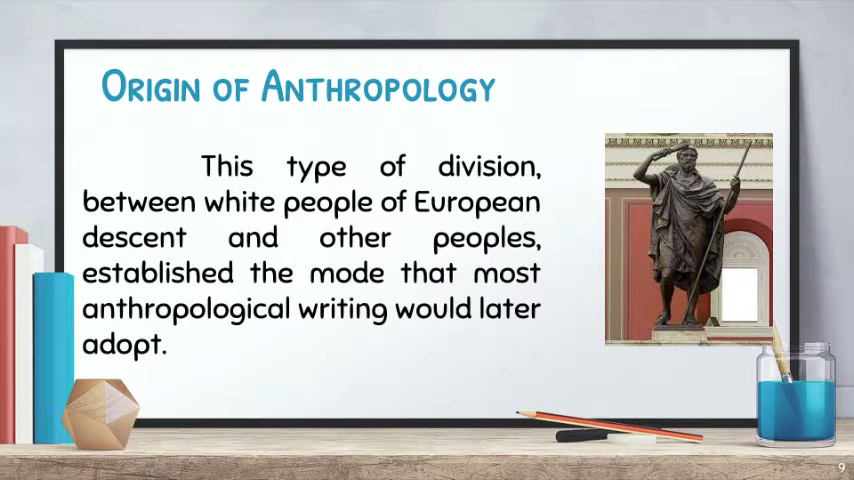 Origin of Anthropology
This type of division,
between white people of European
descent and other peoples,
established the mode that most
anthropological writing would later
adopt.
9